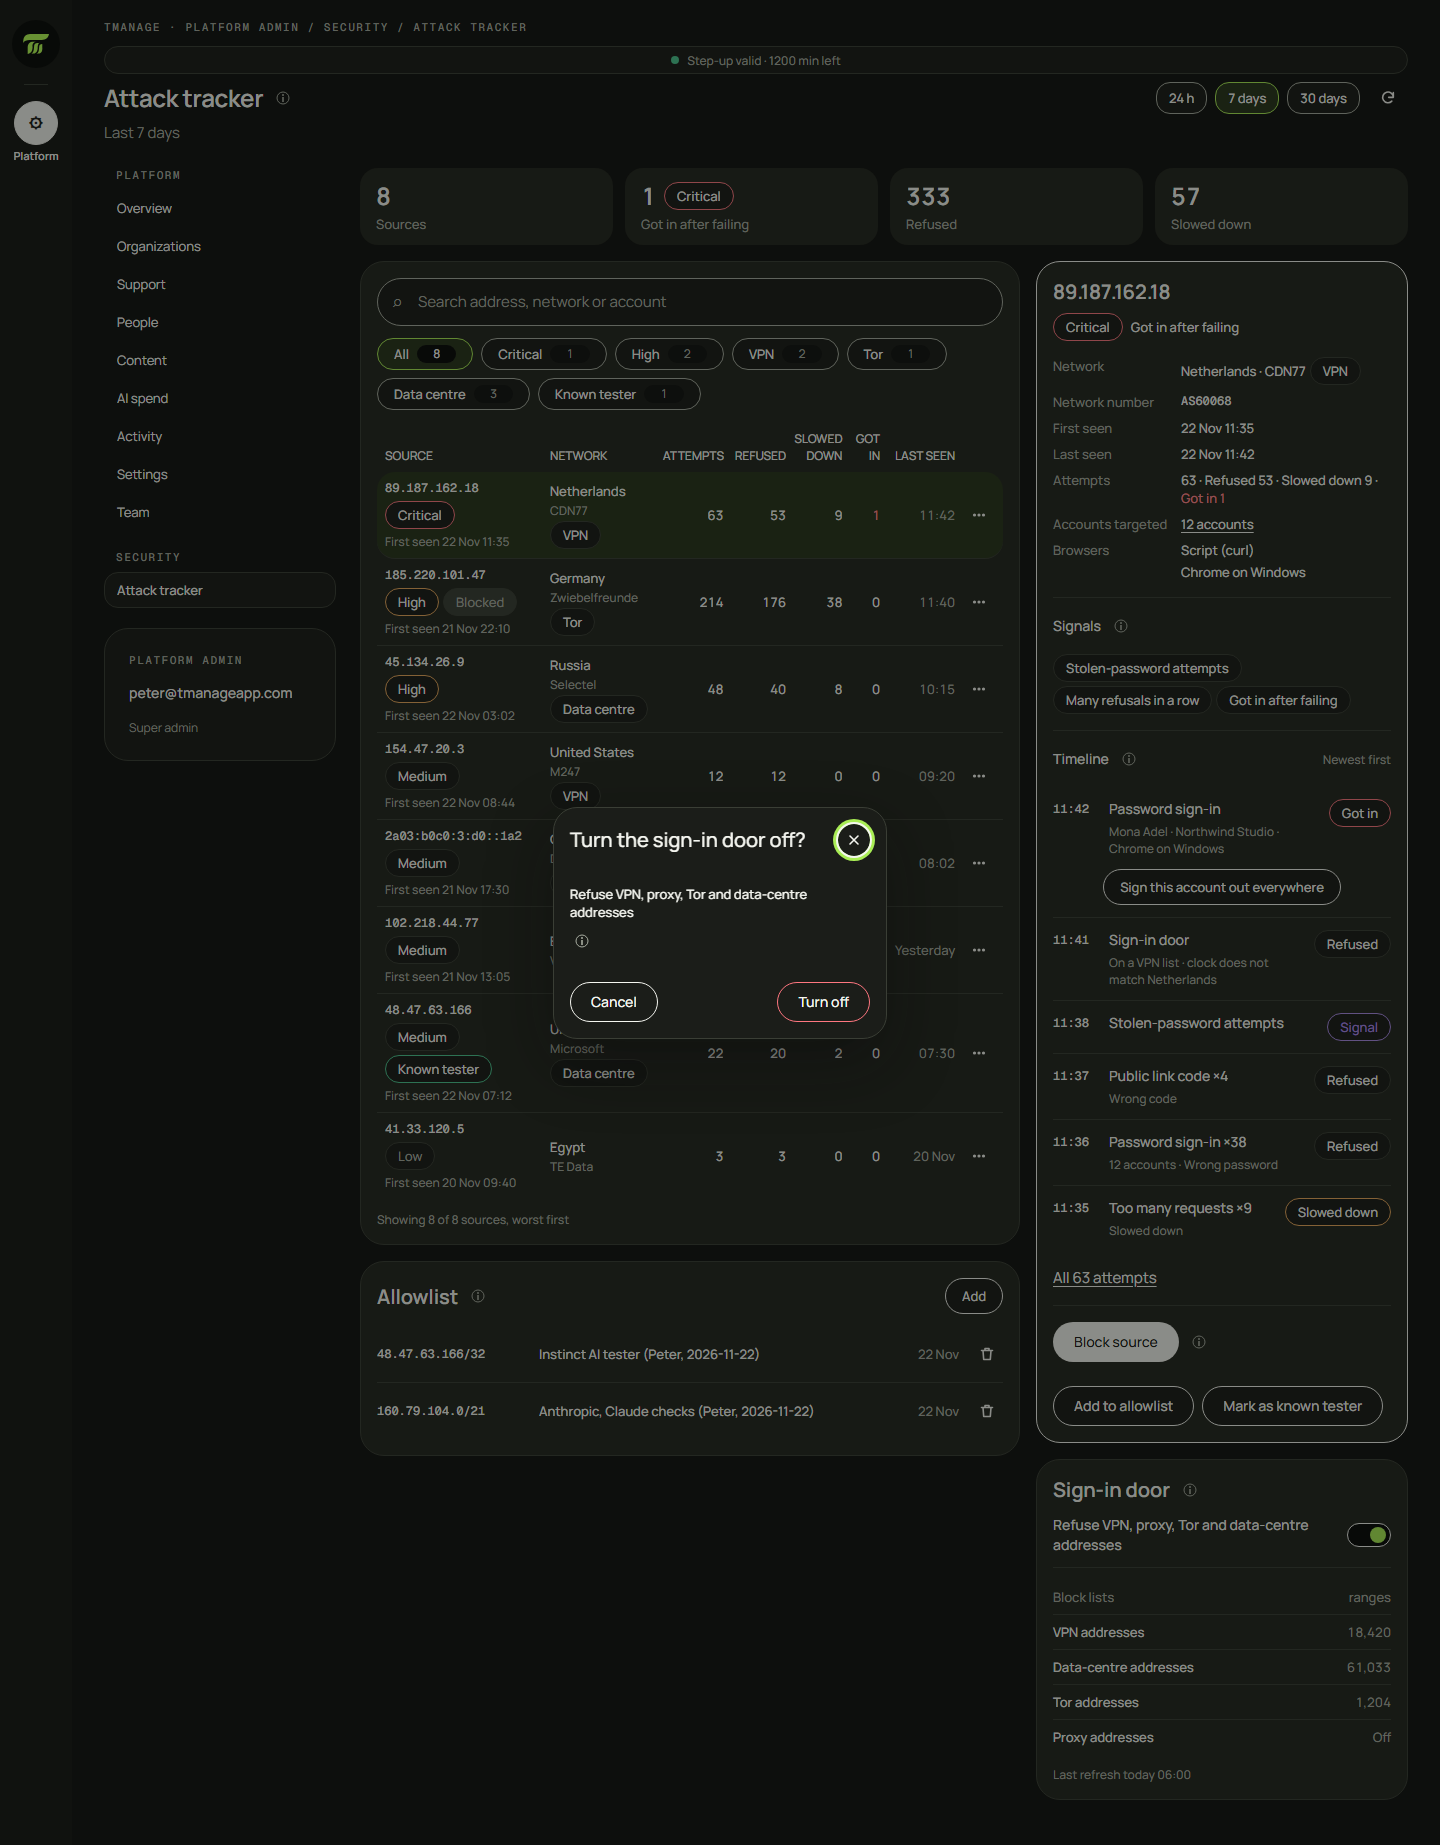 TMANAGE · PLATFORM ADMIN / SECURITY / ATTACK TRACKER
Step-up valid · 1200 min left
Attack tracker
24 h
7 days
30 days
Last 7 days
Platform
PLATFORM
Overview
Organizations
Support
People
Content
AI spend
Activity
Settings
Team
SECURITY
Attack tracker
PLATFORM ADMIN
peter@tmanageapp.com
Super admin
8
Sources
1 Critical
Got in after failing
333
Refused
57
Slowed down
Search address, network or account
All 8
Critical 1
High 2
VPN 2
Tor 1
Data centre 3
Known tester 1
SOURCE NETWORK ATTEMPTS REFUSED SLOWED DOWN GOT IN LAST SEEN
89.187.162.18
Critical
First seen 22 Nov 11:35
Netherlands
CDN77
VPN
63 53 9 1 11:42
185.220.101.47
High Blocked
First seen 21 Nov 22:10
Germany
Zwiebelfreunde
Tor
214 176 38 0 11:40
45.134.26.9
High
First seen 22 Nov 03:02
Russia
Selectel
Data centre
48 40 8 0 10:15
154.47.20.3
Medium
First seen 22 Nov 08:44
United States
M247
VPN
12 12 0 0 09:20
2a03:b0c0:3:d0::1a2
Medium
First seen 21 Nov 17:30
08:02
102.218.44.77
Medium
First seen 21 Nov 13:05
Yesterday
48.47.63.166
Medium
Known tester
First seen 22 Nov 07:12
Microsoft
Data centre
22 20 2 0 07:30
41.33.120.5
Low
First seen 20 Nov 09:40
Egypt
TE Data
3 3 0 0 20 Nov
Showing 8 of 8 sources, worst first
Turn the sign-in door off?
Refuse VPN, proxy, Tor and data-centre
addresses
Cancel
Turn off
Allowlist
Add
48.47.63.166/32 Instinct AI tester (Peter, 2026-11-22) 22 Nov
160.79.104.0/21 Anthropic, Claude checks (Peter, 2026-11-22) 22 Nov
89.187.162.18
Critical Got in after failing
Network Netherlands · CDN77 VPN
Network number AS60068
First seen 22 Nov 11:35
Last seen 22 Nov 11:42
Attempts 63 · Refused 53 · Slowed down 9 ·
Got in 1
Accounts targeted 12 accounts
Browsers Script (curl)
Chrome on Windows
Signals
Stolen-password attempts
Many refusals in a row
Got in after failing
Timeline
Newest first
11:42 Password sign-in Got in
Mona Adel · Northwind Studio ·
Chrome on Windows
Sign this account out everywhere
11:41 Sign-in door Refused
On a VPN list · clock does not
match Netherlands
11:38 Stolen-password attempts Signal
11:37 Public link code ×4 Refused
Wrong code
11:36 Password sign-in ×38 Refused
12 accounts · Wrong password
11:35 Too many requests ×9 Slowed down
Slowed down
All 63 attempts
Block source
Add to allowlist
Mark as known tester
Sign-in door
Refuse VPN, proxy, Tor and data-centre
addresses
Block lists ranges
VPN addresses 18,420
Data-centre addresses 61,033
Tor addresses 1,204
Proxy addresses Off
Last refresh today 06:00